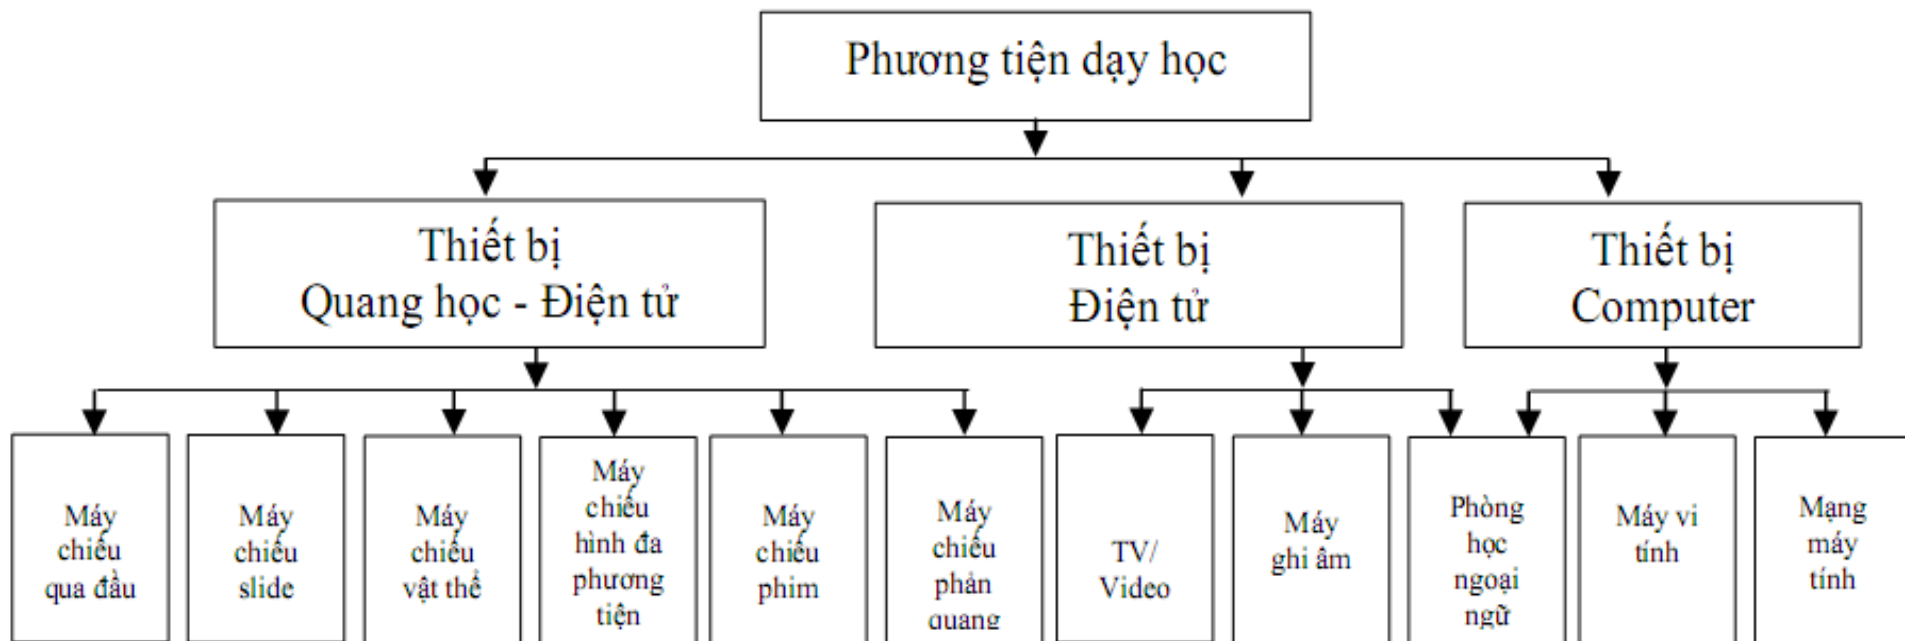 Phương tiện dạy học
Thiết bị
Quang học - Điện tử
Thiết bị
Điện tử
Thiết bị
Computer
Máy
chiếu
qua đầu
Máy
chiếu
slide
Máy
chiếu
vật thể
Máy
chiếu
hình đa
phương
tiện
Máy
chiếu
phim
Máy
chiếu
phản
quang
TV/
Video
Máy
ghi âm
Phòng
học
ngoại
ngữ
Máy vi
tính
Mạng
máy
tính